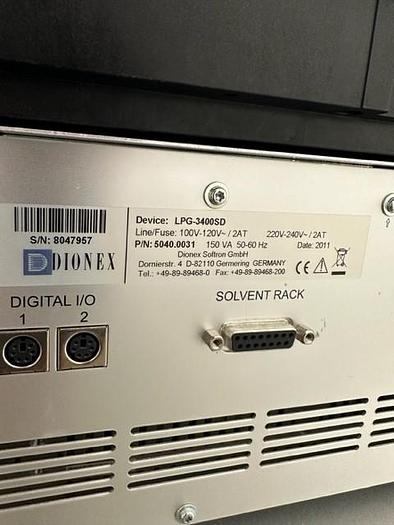 S/N: 8047957
DIONEX
Device: LPG-3400SD
Line/Fuse: 100V-120V~ / 2AT 220V-240V~ / 2AT
P/N: 5040.0031 150 VA 50-60 Hz Date: 2011
Dionex Softron GmbH
Dornierstr. 4 D-82110 Germering GERMANY
Tel.: +49-89-89468-0 Fax: +49-89-89468-200
CE
DIGITAL I/O
1 2
SOLVENT RACK